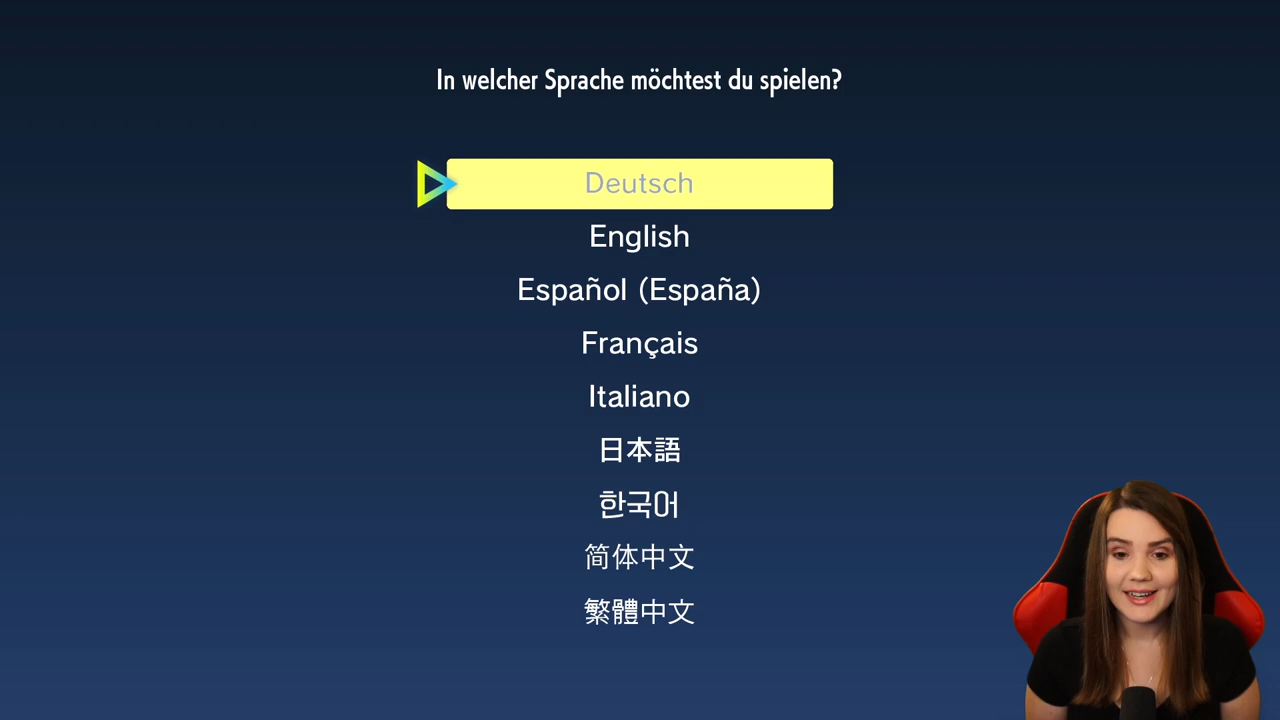 In welcher Sprache möchtest du spielen?
Deutsch
English
Español (España)
Français
Italiano
日本語
한국어
简体中文
繁體中文